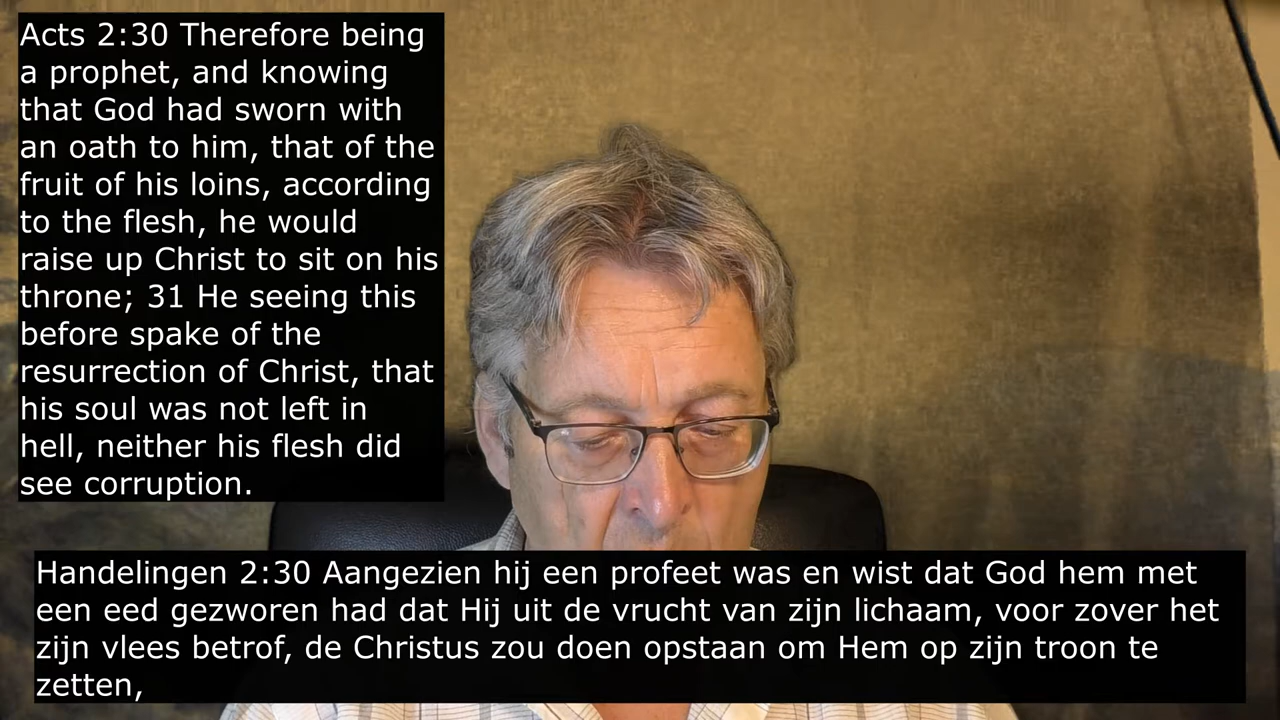 Acts 2:30 Therefore being
a prophet, and knowing
that God had sworn with
an oath to him, that of the
fruit of his loins, according
to the flesh, he would
raise up Christ to sit on his
throne; 31 He seeing this
before spake of the
resurrection of Christ, that
his soul was not left in
hell, neither his flesh did
see corruption.
Handelingen 2:30 Aangezien hij een profeet was en wist dat God hem met
een eed gezworen had dat Hij uit de vrucht van zijn lichaam, voor zover het
zijn vlees betrof, de Christus zou doen opstaan om Hem op zijn troon te
zetten,